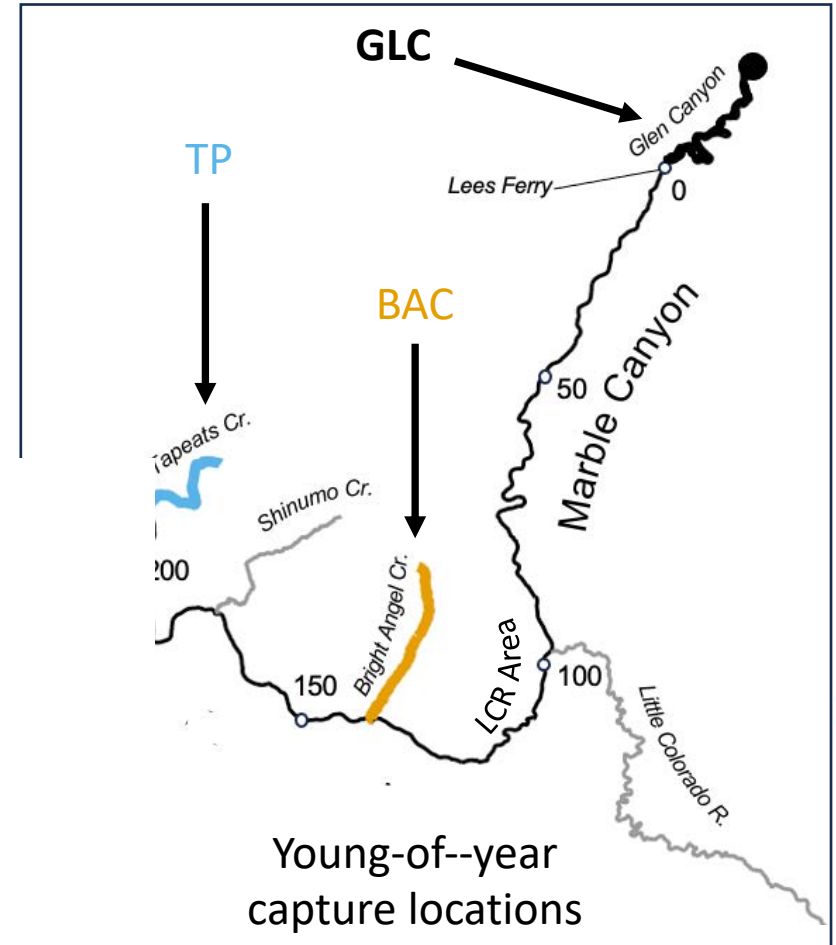 GLC
TP
Glen Canyon
Lees Ferry
0
BAC
50
Marble Canyon
Tapeats Cr.
Shinumo Cr.
200
Bright Angel Cr.
150
LCR Area
100
Little Colorado R.
Young-of--year
capture locations